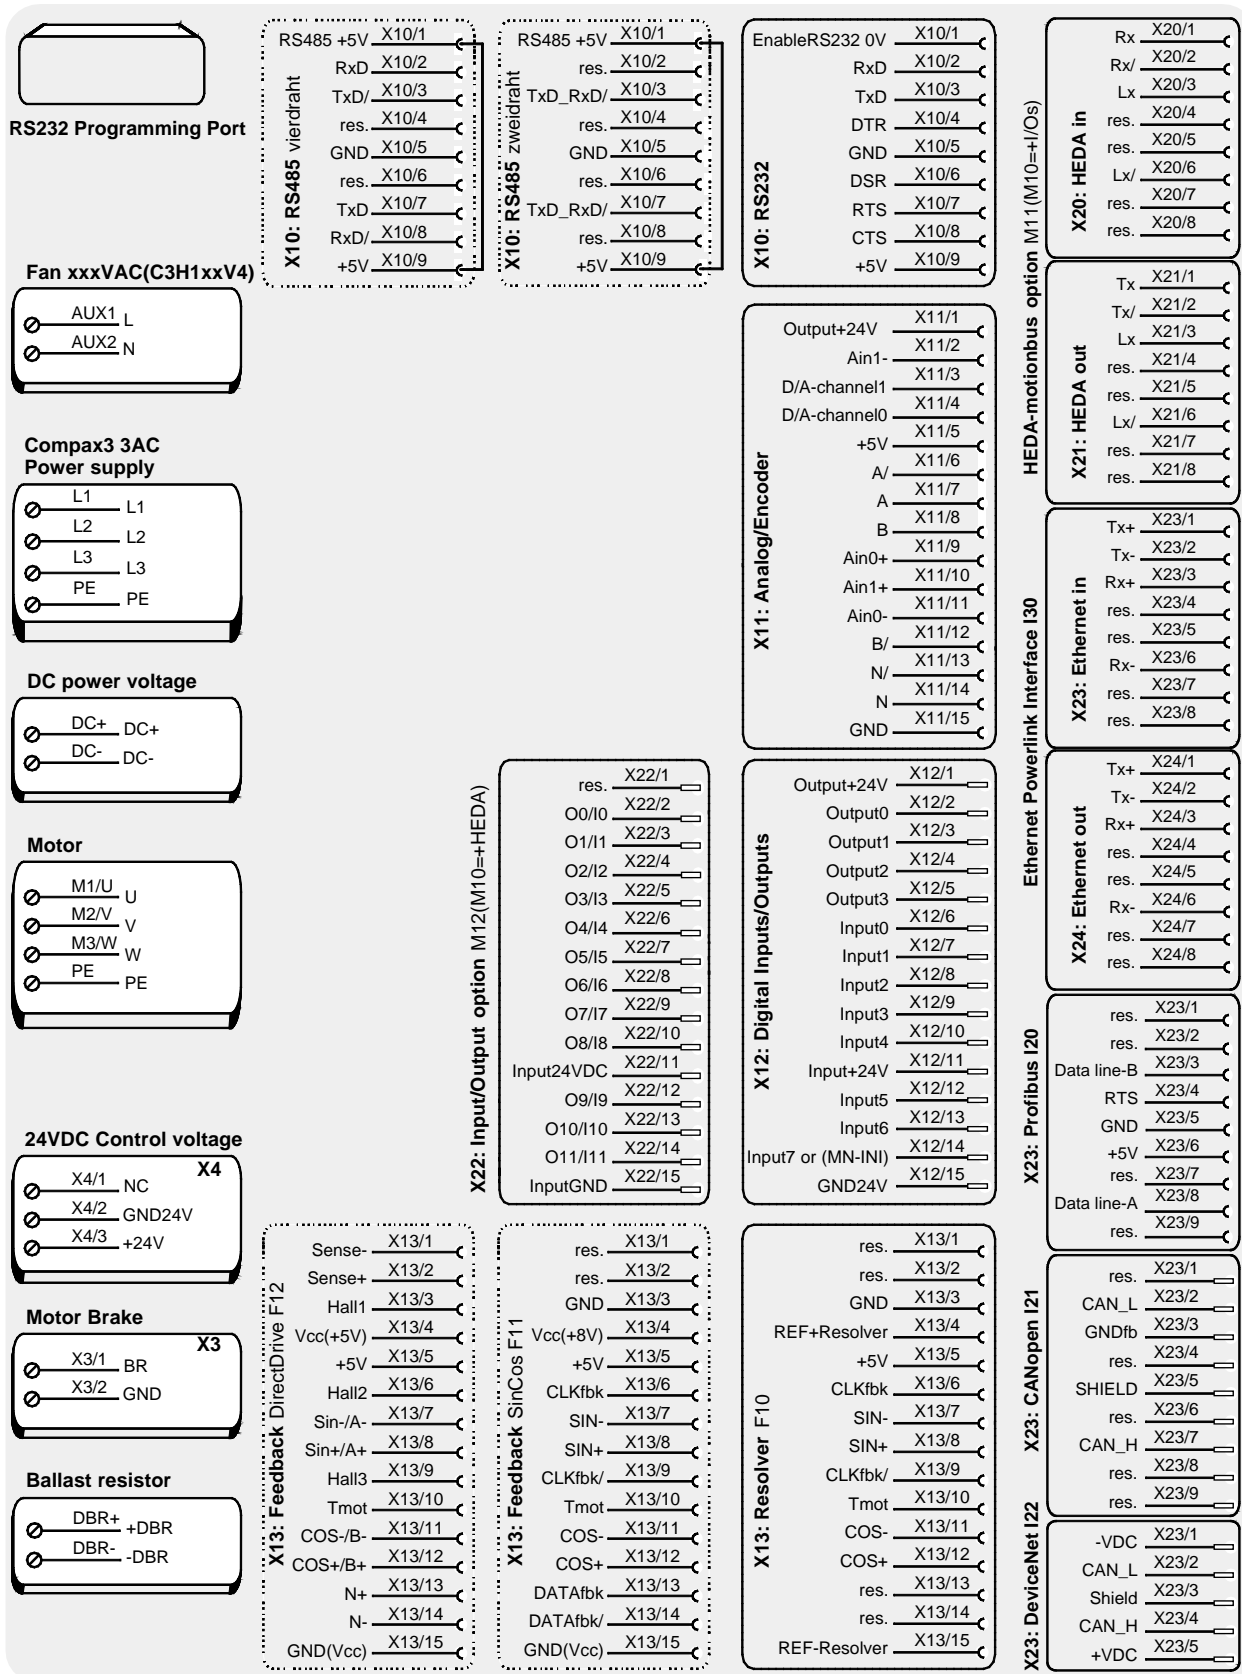 RS232 Programming Port
Fan xxxVAC(C3H1xxV4)
AUX1 L
AUX2 N
Compax3 3AC
Power supply
L1 L1
L2 L2
L3 L3
PE PE
DC power voltage
DC+ DC+
DC- DC-
Motor
M1/U U
M2/V V
M3/W W
PE PE
24VDC Control voltage
X4
X4/1 NC
X4/2 GND24V
X4/3 +24V
Motor Brake
X3
X3/1 BR
X3/2 GND
Ballast resistor
DBR+ +DBR
DBR- -DBR
X10: RS485 vierdraht
RS485 +5V X10/1
RxD X10/2
TxD/ X10/3
res. X10/4
GND X10/5
res. X10/6
TxD X10/7
RxD/ X10/8
+5V X10/9
X10: RS485 zweidraht
RS485 +5V X10/1
res. X10/2
TxD_RxD/ X10/3
res. X10/4
GND X10/5
res. X10/6
TxD_RxD/ X10/7
res. X10/8
+5V X10/9
X10: RS232
EnableRS232 0V X10/1
RxD X10/2
TxD X10/3
DTR X10/4
GND X10/5
DSR X10/6
RTS X10/7
CTS X10/8
+5V X10/9
X11: Analog/Encoder
Output+24V X11/1
Ain1- X11/2
D/A-channel1 X11/3
D/A-channel0 X11/4
+5V X11/5
A/ X11/6
A X11/7
B X11/8
Ain0+ X11/9
Ain1+ X11/10
Ain0- X11/11
B/ X11/12
N/ X11/13
N X11/14
GND X11/15
X22: Input/Output option M12(M10=+HEDA)
res. X22/1
O0/I0 X22/2
O1/I1 X22/3
O2/I2 X22/4
O3/I3 X22/5
O4/I4 X22/6
O5/I5 X22/7
O6/I6 X22/8
O7/I7 X22/9
O8/I8 X22/10
Input24VDC X22/11
O9/I9 X22/12
O10/I10 X22/13
O11/I11 X22/14
InputGND X22/15
X12: Digital Inputs/Outputs
Output+24V X12/1
Output0 X12/2
Output1 X12/3
Output2 X12/4
Output3 X12/5
Input0 X12/6
Input1 X12/7
Input2 X12/8
Input3 X12/9
Input4 X12/10
Input+24V X12/11
Input5 X12/12
Input6 X12/13
Input7 or (MN-INI) X12/14
GND24V X12/15
X13: Feedback DirectDrive F12
Sense- X13/1
Sense+ X13/2
Hall1 X13/3
Vcc(+5V) X13/4
+5V X13/5
Hall2 X13/6
Sin-/A- X13/7
Sin+/A+ X13/8
Hall3 X13/9
Tmot X13/10
COS-/B- X13/11
COS+/B+ X13/12
N+ X13/13
N- X13/14
GND(Vcc) X13/15
X13: Feedback SinCos F11
res. X13/1
res. X13/2
GND X13/3
Vcc(+8V) X13/4
+5V X13/5
CLKfbk X13/6
SIN- X13/7
SIN+ X13/8
CLKfbk/ X13/9
Tmot X13/10
COS- X13/11
COS+ X13/12
DATAfbk X13/13
DATAfbk/ X13/14
GND(Vcc) X13/15
X13: Resolver F10
res. X13/1
res. X13/2
GND X13/3
REF+Resolver X13/4
+5V X13/5
CLKfbk X13/6
SIN- X13/7
SIN+ X13/8
CLKfbk/ X13/9
Tmot X13/10
COS- X13/11
COS+ X13/12
res. X13/13
res. X13/14
REF-Resolver X13/15
HEDA-motionbus option M11(M10=+I/Os)
X20: HEDA in
Rx X20/1
Rx/ X20/2
Lx X20/3
res. X20/4
res. X20/5
Lx/ X20/6
res. X20/7
res. X20/8
X21: HEDA out
Tx X21/1
Tx/ X21/2
Lx X21/3
res. X21/4
res. X21/5
Lx/ X21/6
res. X21/7
res. X21/8
Ethernet Powerlink Interface I30
X23: Ethernet in
Tx+ X23/1
Tx- X23/2
Rx+ X23/3
res. X23/4
res. X23/5
Rx- X23/6
res. X23/7
res. X23/8
X24: Ethernet out
Tx+ X24/1
Tx- X24/2
Rx+ X24/3
res. X24/4
res. X24/5
Rx- X24/6
res. X24/7
res. X24/8
X23: Profibus I20
res. X23/1
res. X23/2
Data line-B X23/3
RTS X23/4
GND X23/5
+5V X23/6
res. X23/7
Data line-A X23/8
res. X23/9
X23: CANopen I21
res. X23/1
CAN_L X23/2
GNDfb X23/3
res. X23/4
SHIELD X23/5
res. X23/6
CAN_H X23/7
res. X23/8
res. X23/9
X23: DeviceNet I22
-VDC X23/1
CAN_L X23/2
Shield X23/3
CAN_H X23/4
+VDC X23/5